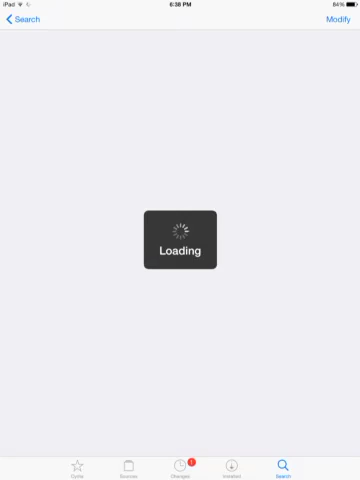 iPad 6:38 PM 84%
Search Modify
Loading
1
Cydia Sources Changes Installed Search